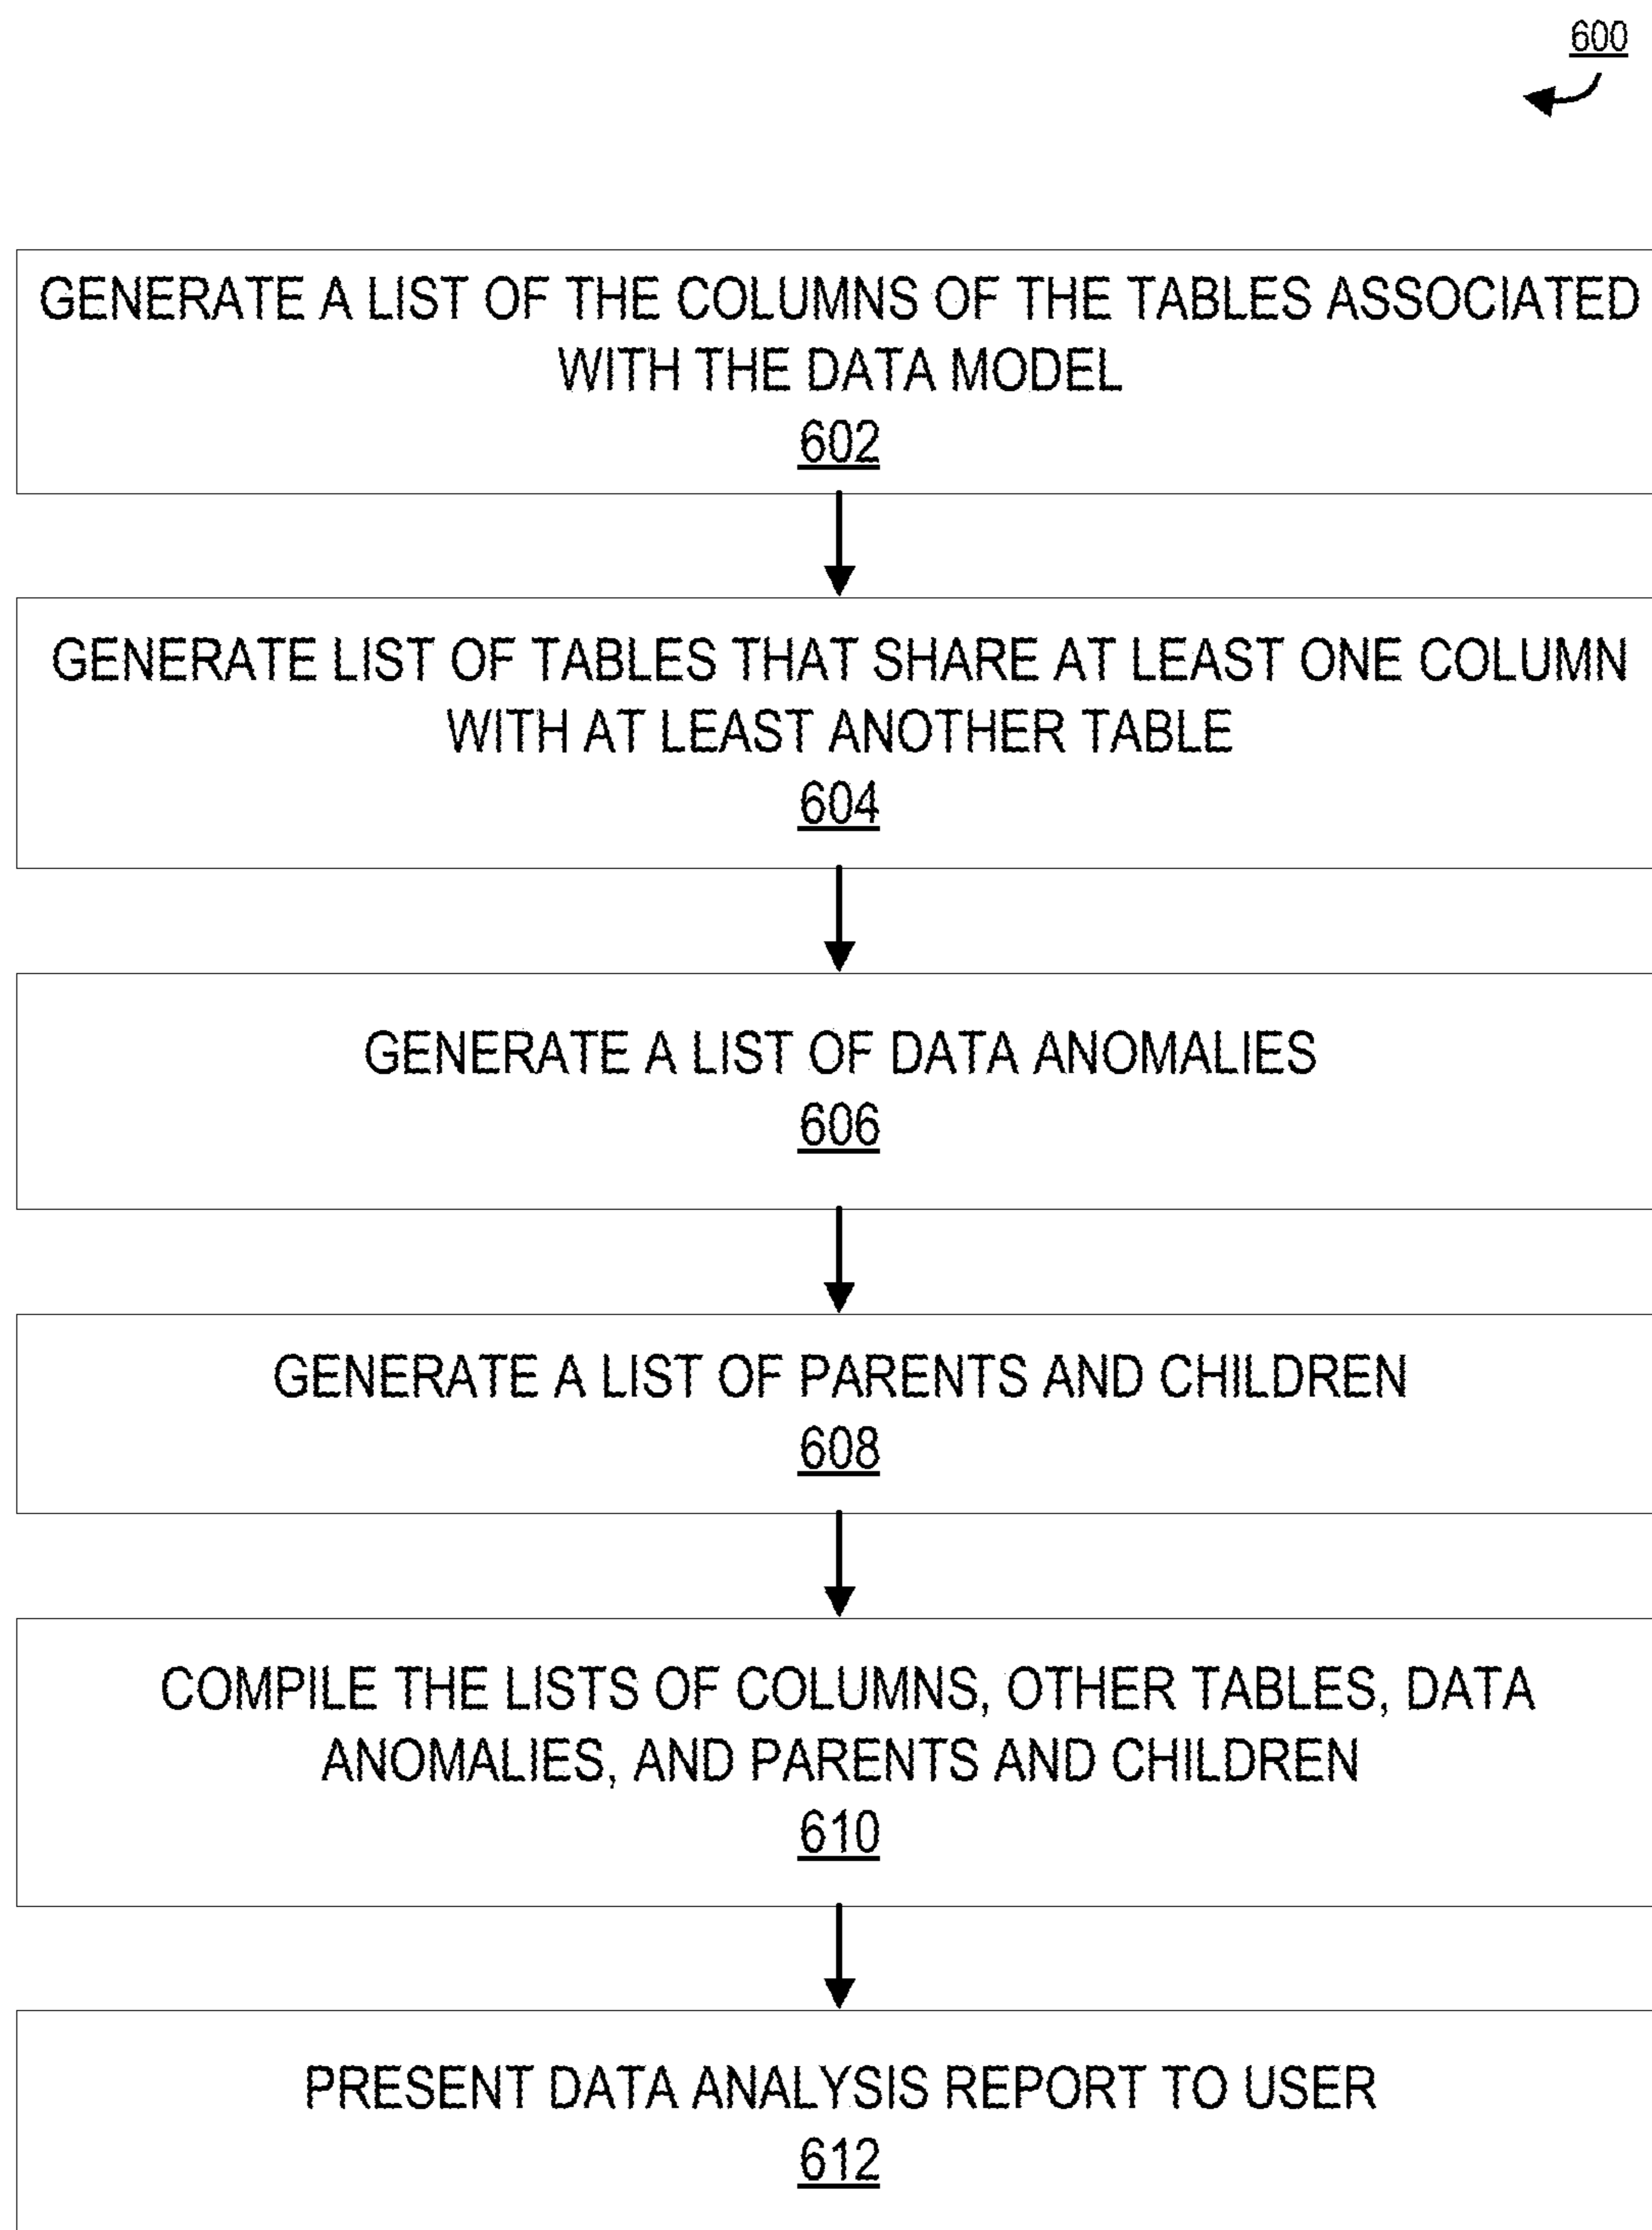 600
GENERATE A LIST OF THE COLUMNS OF THE TABLES ASSOCIATED
WITH THE DATA MODEL
602
GENERATE LIST OF TABLES THAT SHARE AT LEAST ONE COLUMN
WITH AT LEAST ANOTHER TABLE
604
GENERATE A LIST OF DATA ANOMALIES
606
GENERATE A LIST OF PARENTS AND CHILDREN
608
COMPILE THE LISTS OF COLUMNS, OTHER TABLES, DATA
ANOMALIES, AND PARENTS AND CHILDREN
610
PRESENT DATA ANALYSIS REPORT TO USER
612